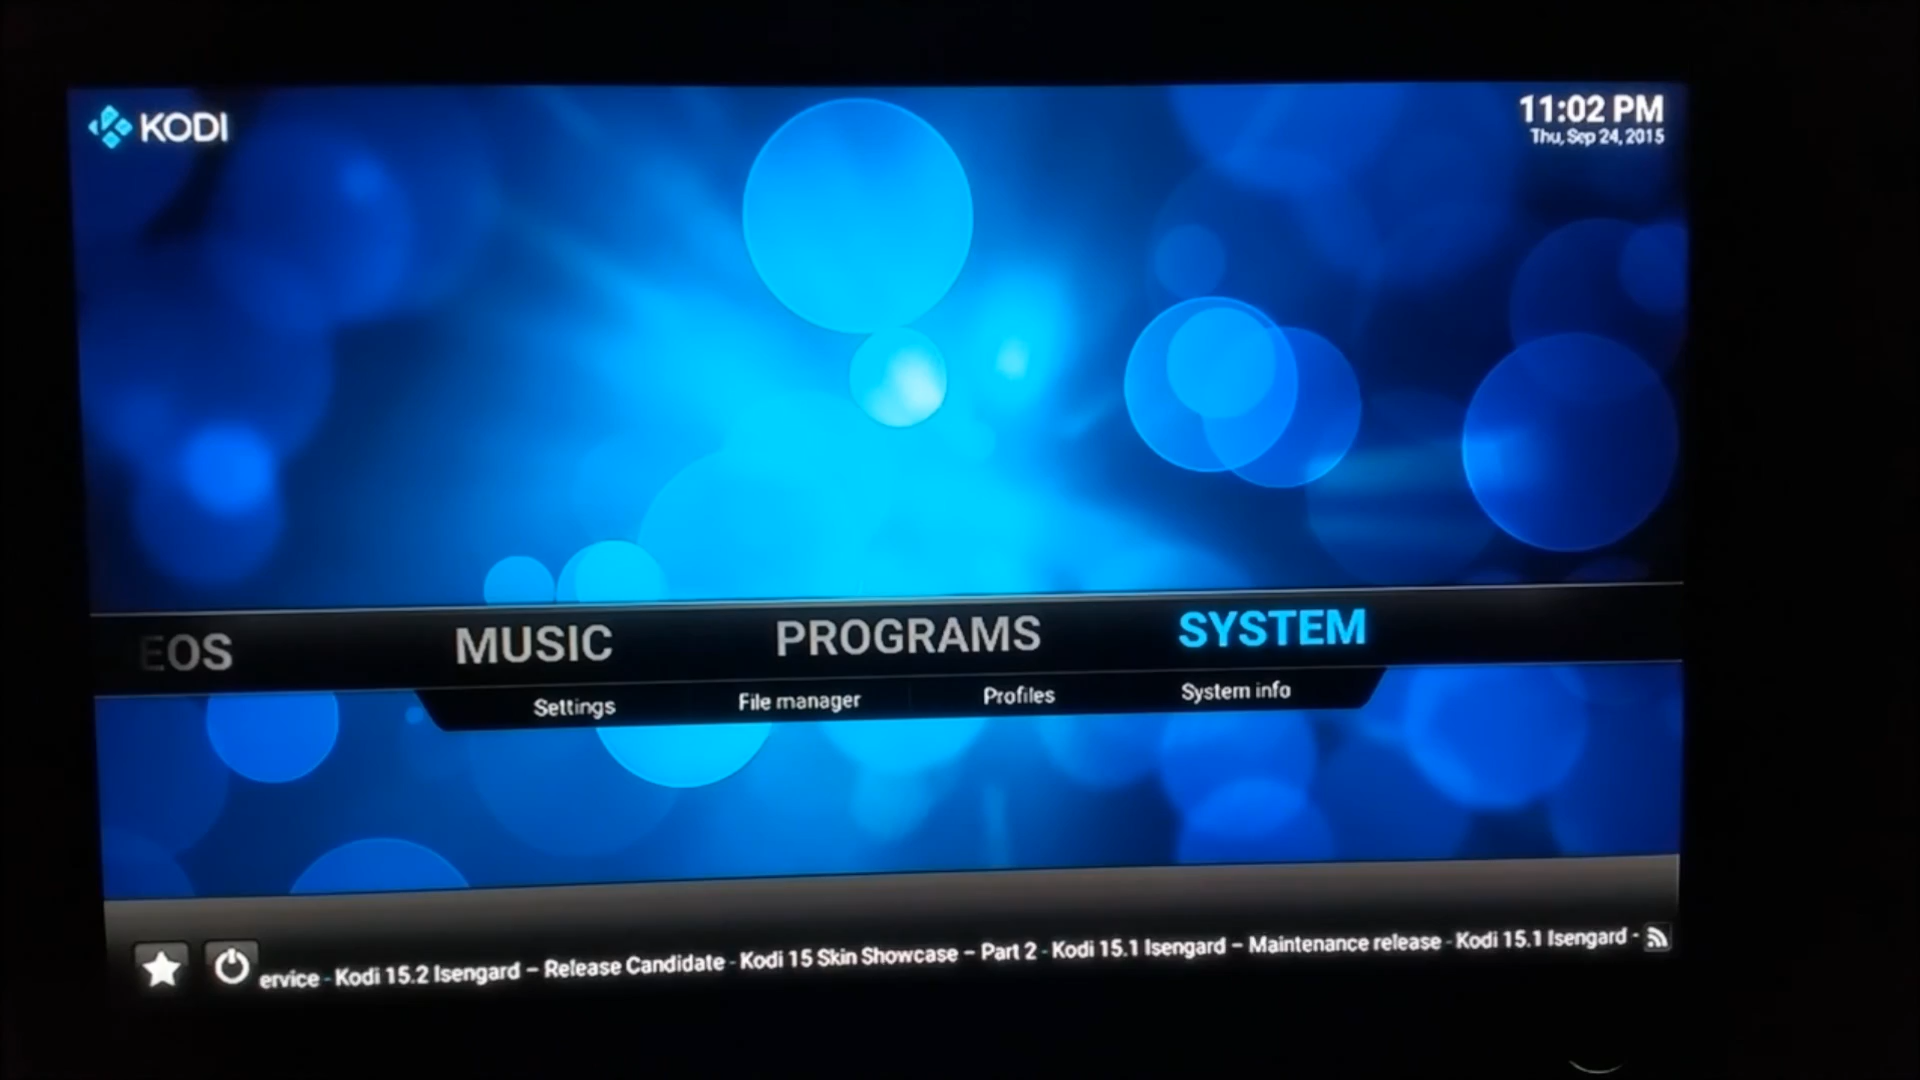 KODI
11:02 PM
Thu, Sep 24, 2015
EOS MUSIC PROGRAMS SYSTEM
Settings File manager Profiles System info
ervice - Kodi 15.2 Isengard – Release Candidate - Kodi 15 Skin Showcase – Part 2 - Kodi 15.1 Isengard – Maintenance release - Kodi 15.1 Isengard -